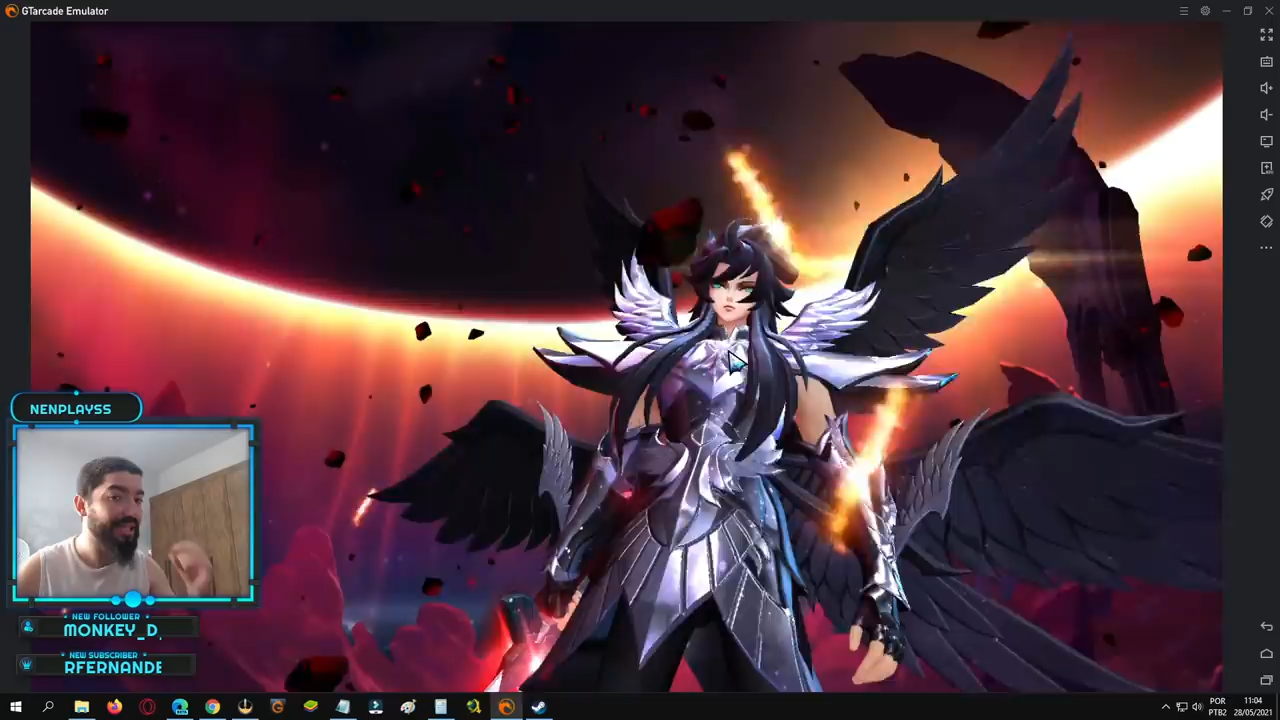 GTarcade Emulator
NENPLAYSS
NEW FOLLOWER
MONKEY_D.
NEW SUBSCRIBER
RFERNANDE
POR
PTB2
11:04
28/05/2021